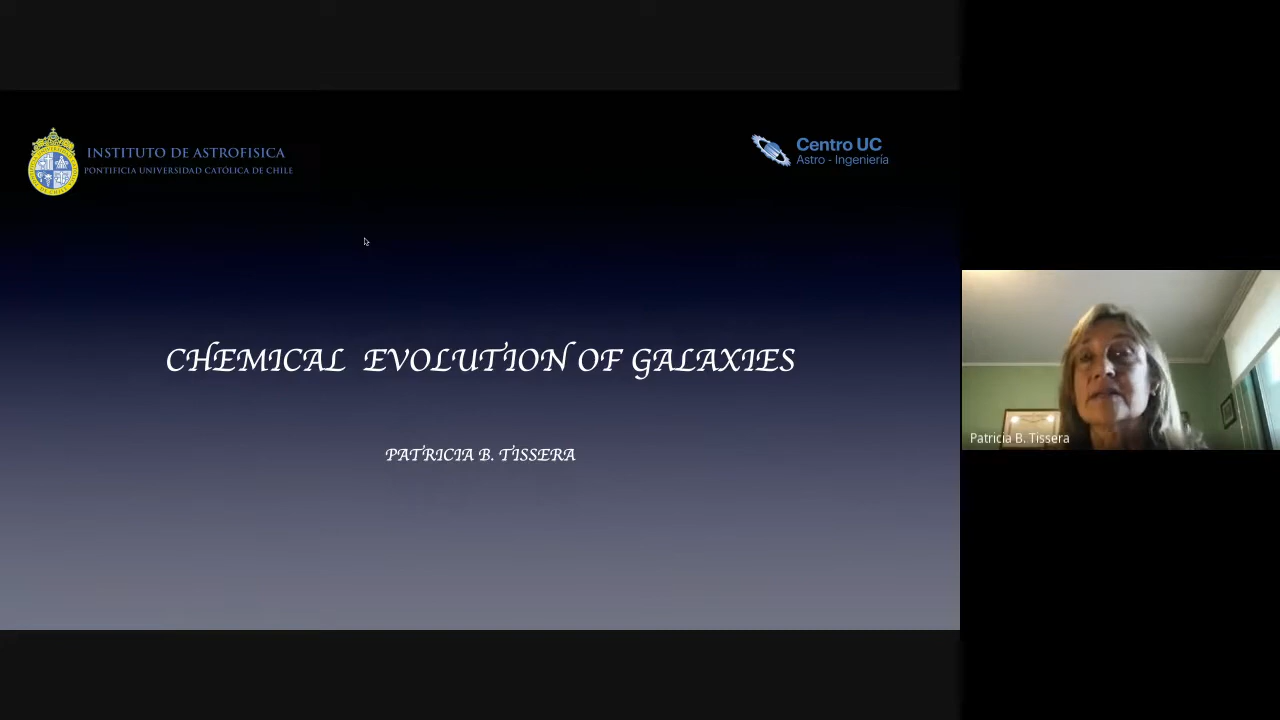 INSTITUTO DE ASTROFISICA
PONTIFICIA UNIVERSIDAD CATÓLICA DE CHILE
Centro UC
Astro - Ingeniería
CHEMICAL EVOLUTION OF GALAXIES
PATRICIA B. TISSERA
Patricia B. Tissera